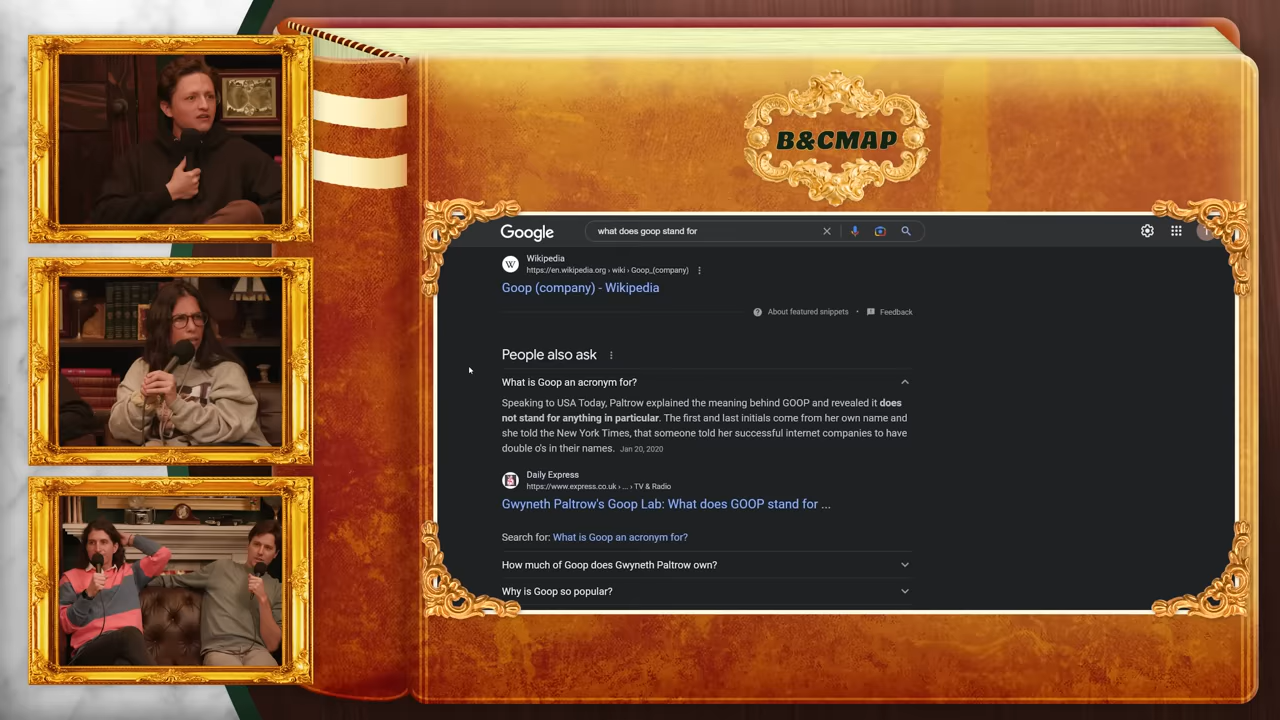 B&CMAP
Google
what does goop stand for
Wikipedia
https://en.wikipedia.org › wiki › Goop_(company)
Goop (company) - Wikipedia
About featured snippets • Feedback
People also ask
What is Goop an acronym for?
Speaking to USA Today, Paltrow explained the meaning behind GOOP and revealed it does
not stand for anything in particular. The first and last initials come from her own name and
she told the New York Times, that someone told her successful internet companies to have
double o's in their names. Jan 20, 2020
Daily Express
https://www.express.co.uk › ... › TV & Radio
Gwyneth Paltrow's Goop Lab: What does GOOP stand for ...
Search for: What is Goop an acronym for?
How much of Goop does Gwyneth Paltrow own?
Why is Goop so popular?